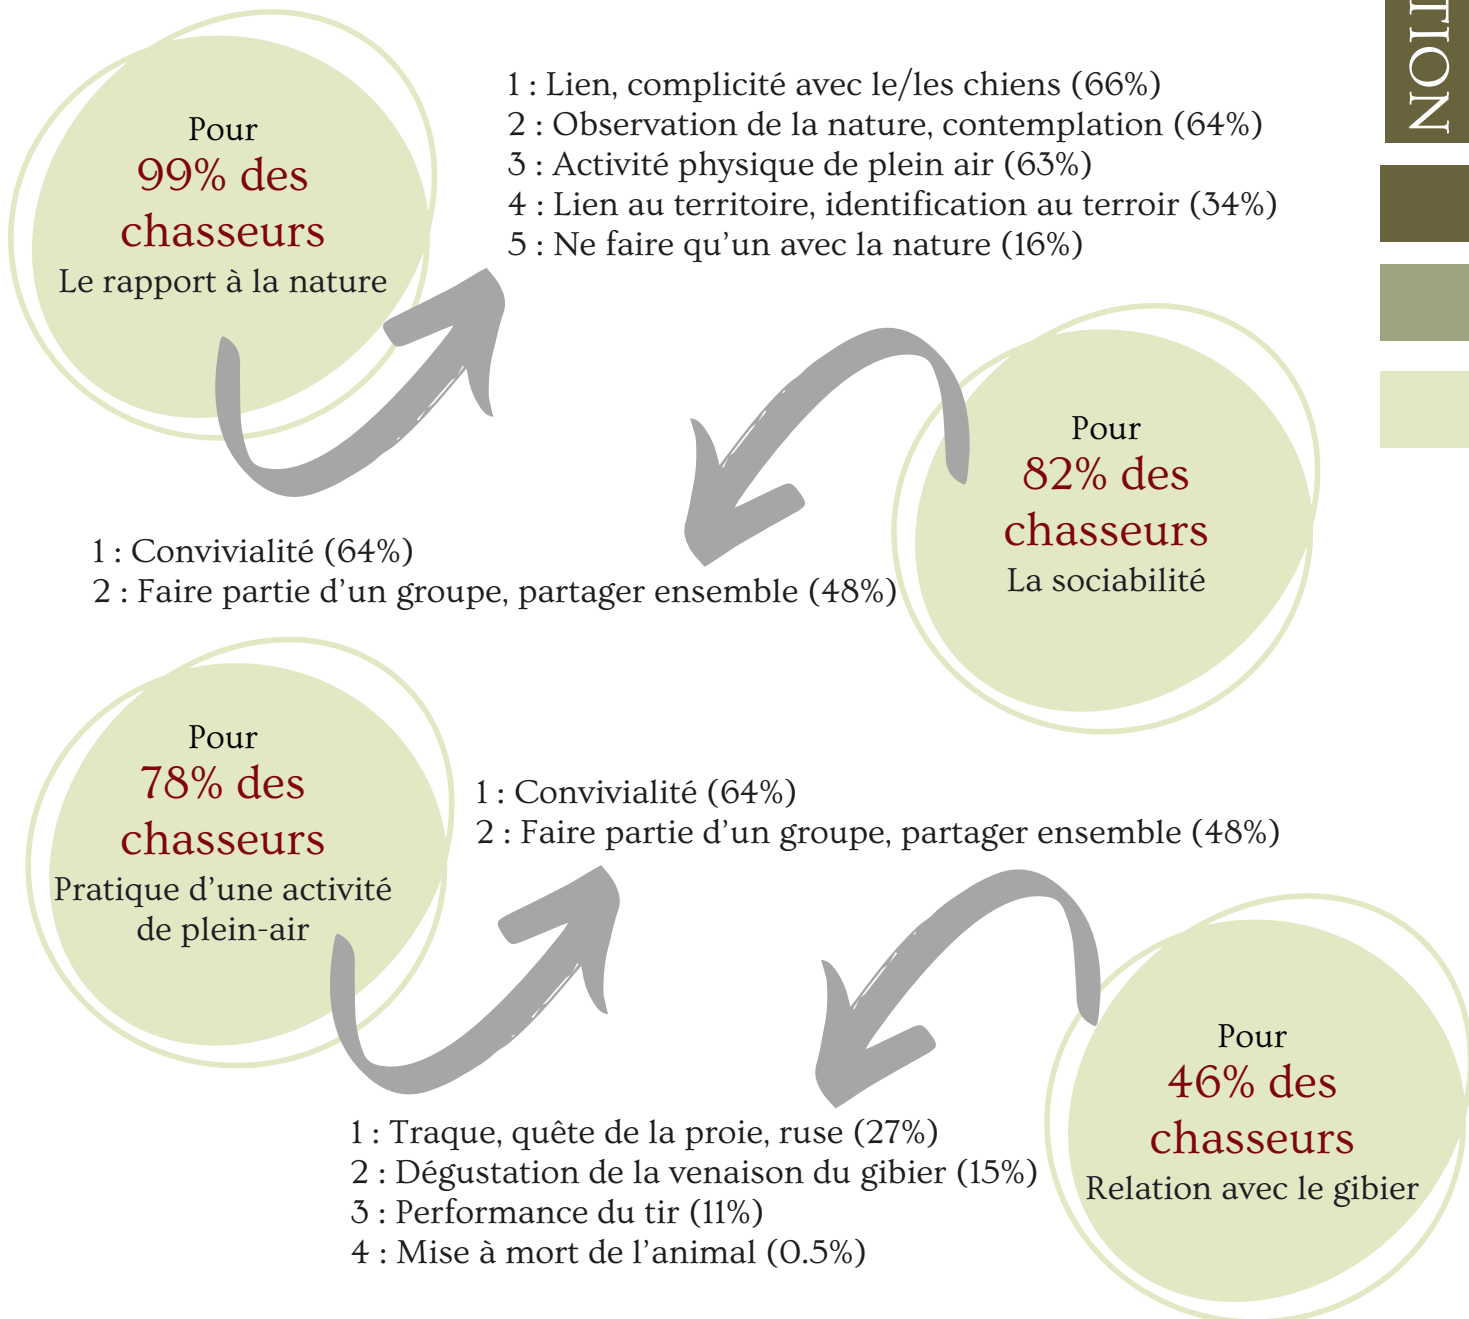 TION
Pour
99% des
chasseurs
Le rapport à la nature
1 : Lien, complicité avec le/les chiens (66%)
2 : Observation de la nature, contemplation (64%)
3 : Activité physique de plein air (63%)
4 : Lien au territoire, identification au terroir (34%)
5 : Ne faire qu'un avec la nature (16%)
Pour
82% des
chasseurs
La sociabilité
1 : Convivialité (64%)
2 : Faire partie d'un groupe, partager ensemble (48%)
Pour
78% des
chasseurs
Pratique d'une activité
de plein-air
1 : Convivialité (64%)
2 : Faire partie d'un groupe, partager ensemble (48%)
Pour
46% des
chasseurs
Relation avec le gibier
1 : Traque, quête de la proie, ruse (27%)
2 : Dégustation de la venaison du gibier (15%)
3 : Performance du tir (11%)
4 : Mise à mort de l'animal (0.5%)